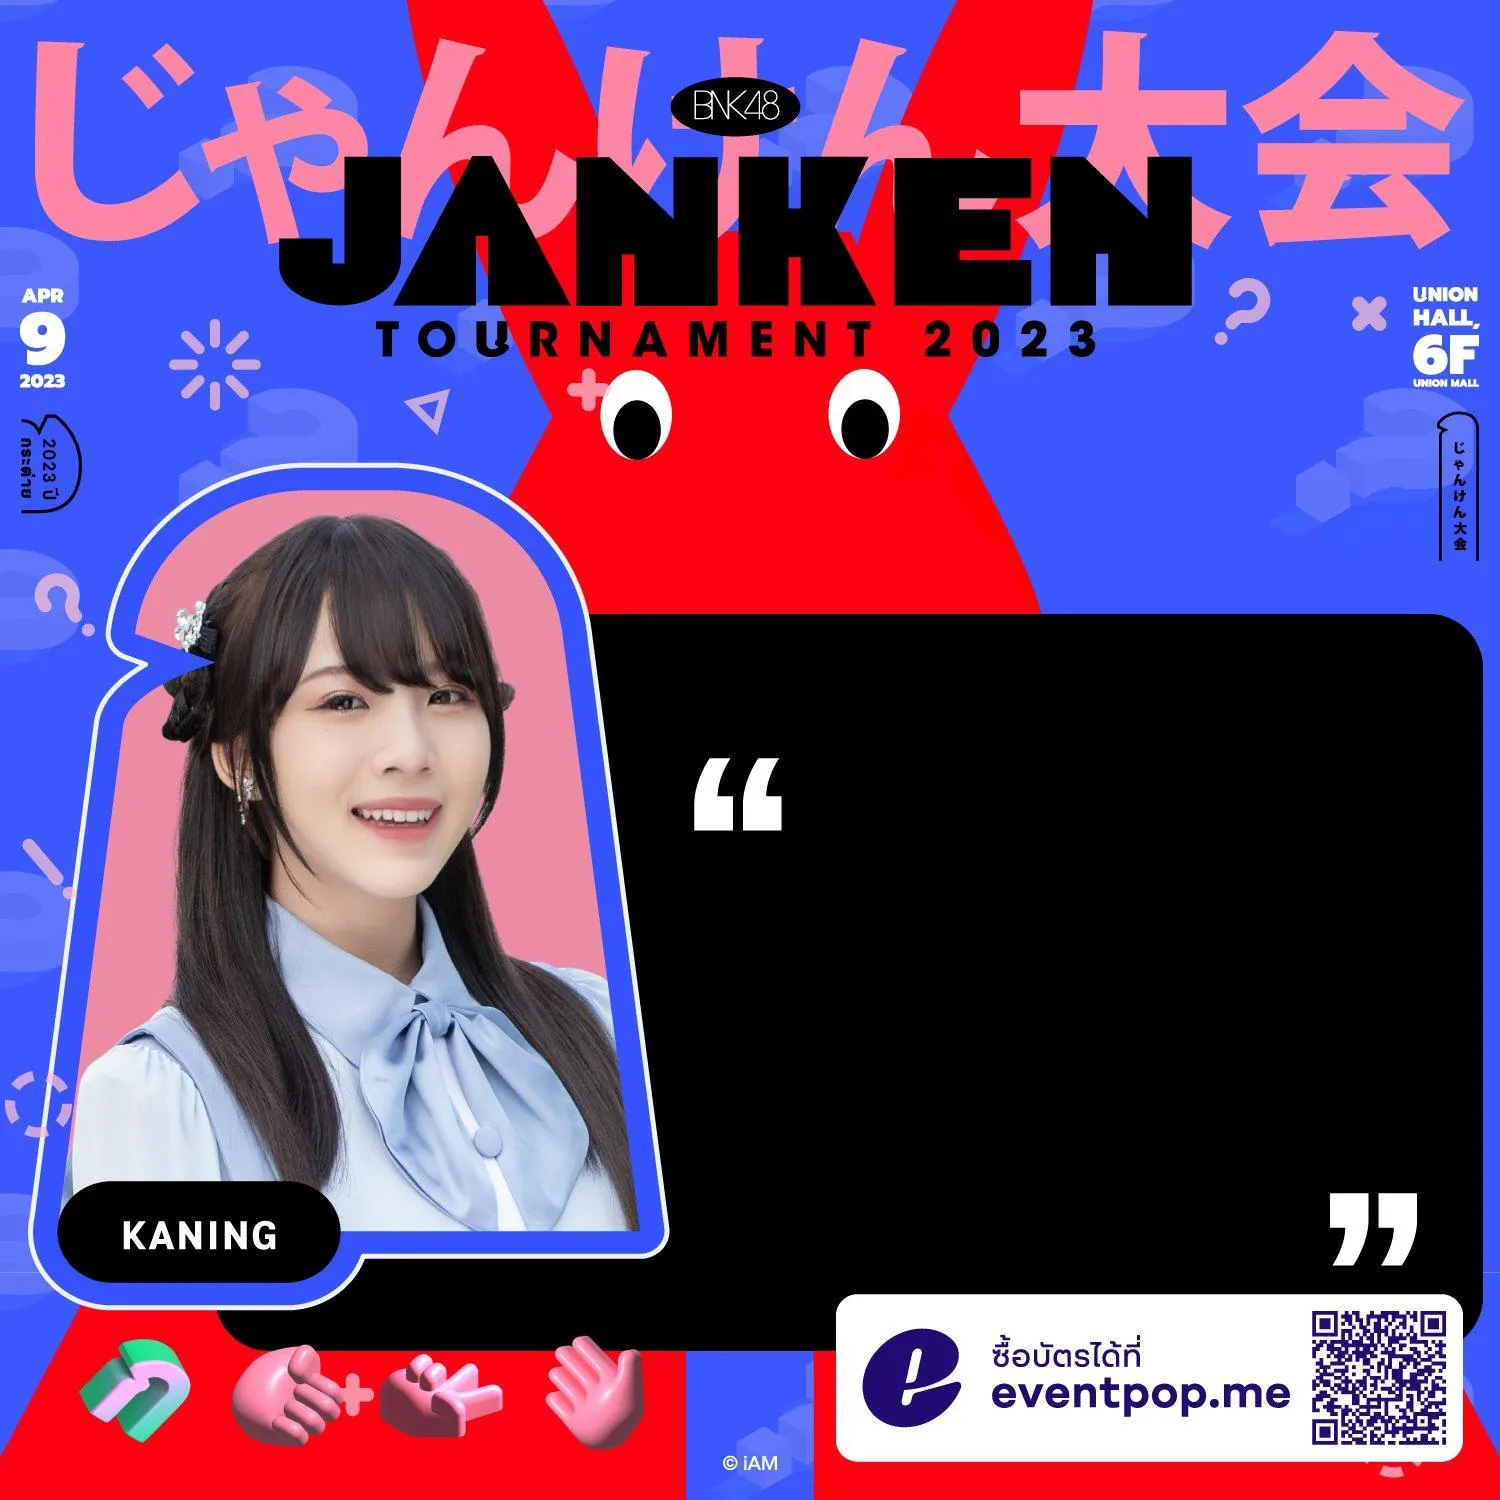 じゃんけん大会
BNK48
JANKEN
TOURNAMENT 2023
APR
9
2023
2023 ปี
กระต่าย
UNION
HALL,
6F
UNION MALL
じゃんけん大会
“
”
KANING
ซื้อบัตรได้ที่
eventpop.me
© iAM